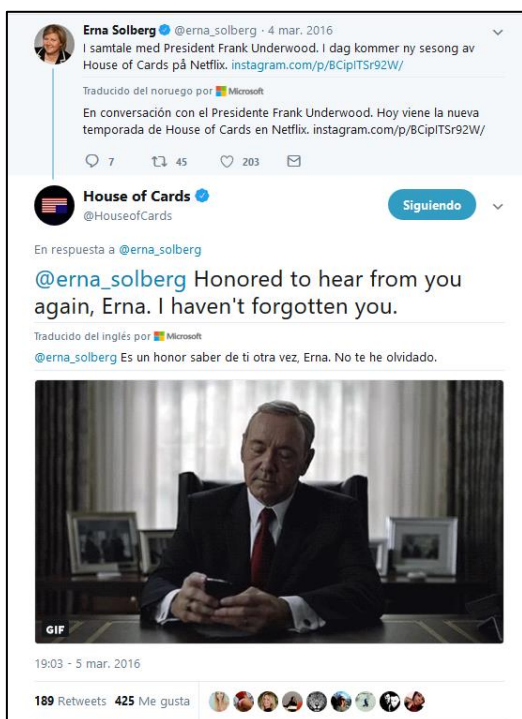 Erna Solberg @erna_solberg · 4 mar. 2016
I samtale med President Frank Underwood. I dag kommer ny sesong av
House of Cards på Netflix. instagram.com/p/BCipITSr92W/
Traducido del noruego por Microsoft
En conversación con el Presidente Frank Underwood. Hoy viene la nueva
temporada de House of Cards en Netflix. instagram.com/p/BCipITSr92W/
7 45 203
House of Cards
@HouseofCards
Siguiendo
En respuesta a @erna_solberg
@erna_solberg Honored to hear from you
again, Erna. I haven't forgotten you.
Traducido del inglés por Microsoft
@erna_solberg Es un honor saber de ti otra vez, Erna. No te he olvidado.
GIF
19:03 - 5 mar. 2016
189 Retweets 425 Me gusta